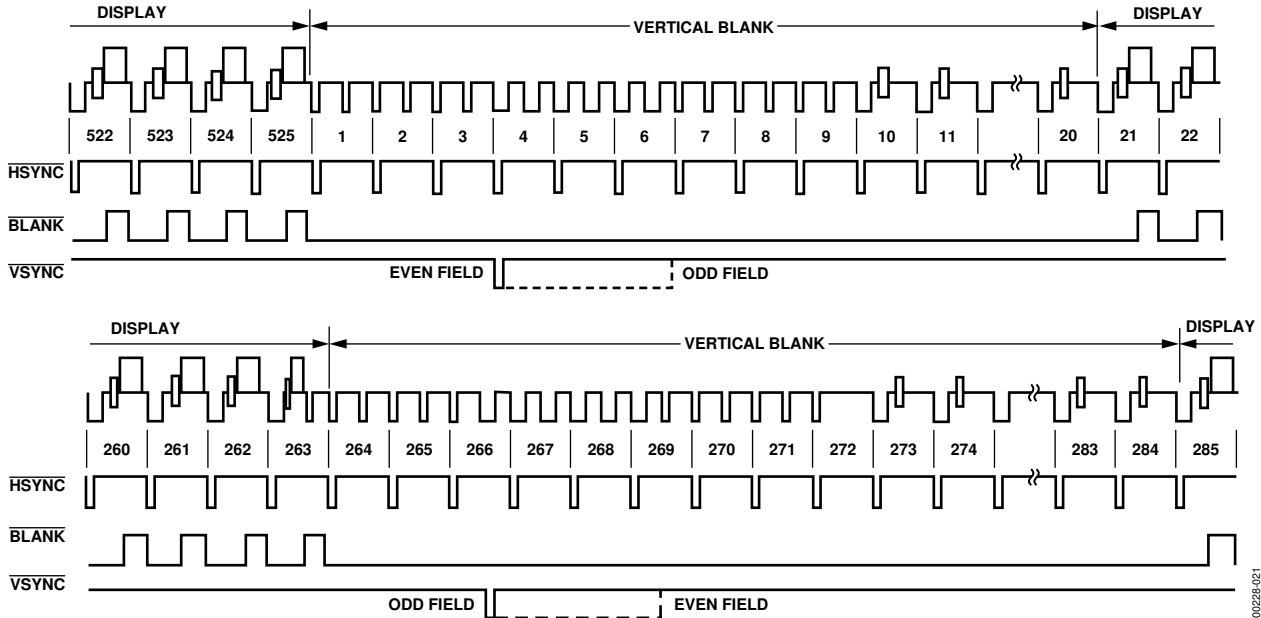 DISPLAY VERTICAL BLANK DISPLAY
522 523 524 525 1 2 3 4 5 6 7 8 9 10 11 20 21 22
HSYNC
BLANK
VSYNC
EVEN FIELD ODD FIELD
DISPLAY VERTICAL BLANK DISPLAY
260 261 262 263 264 265 266 267 268 269 270 271 272 273 274 283 284 285
HSYNC
BLANK
VSYNC
ODD FIELD EVEN FIELD
00228-021